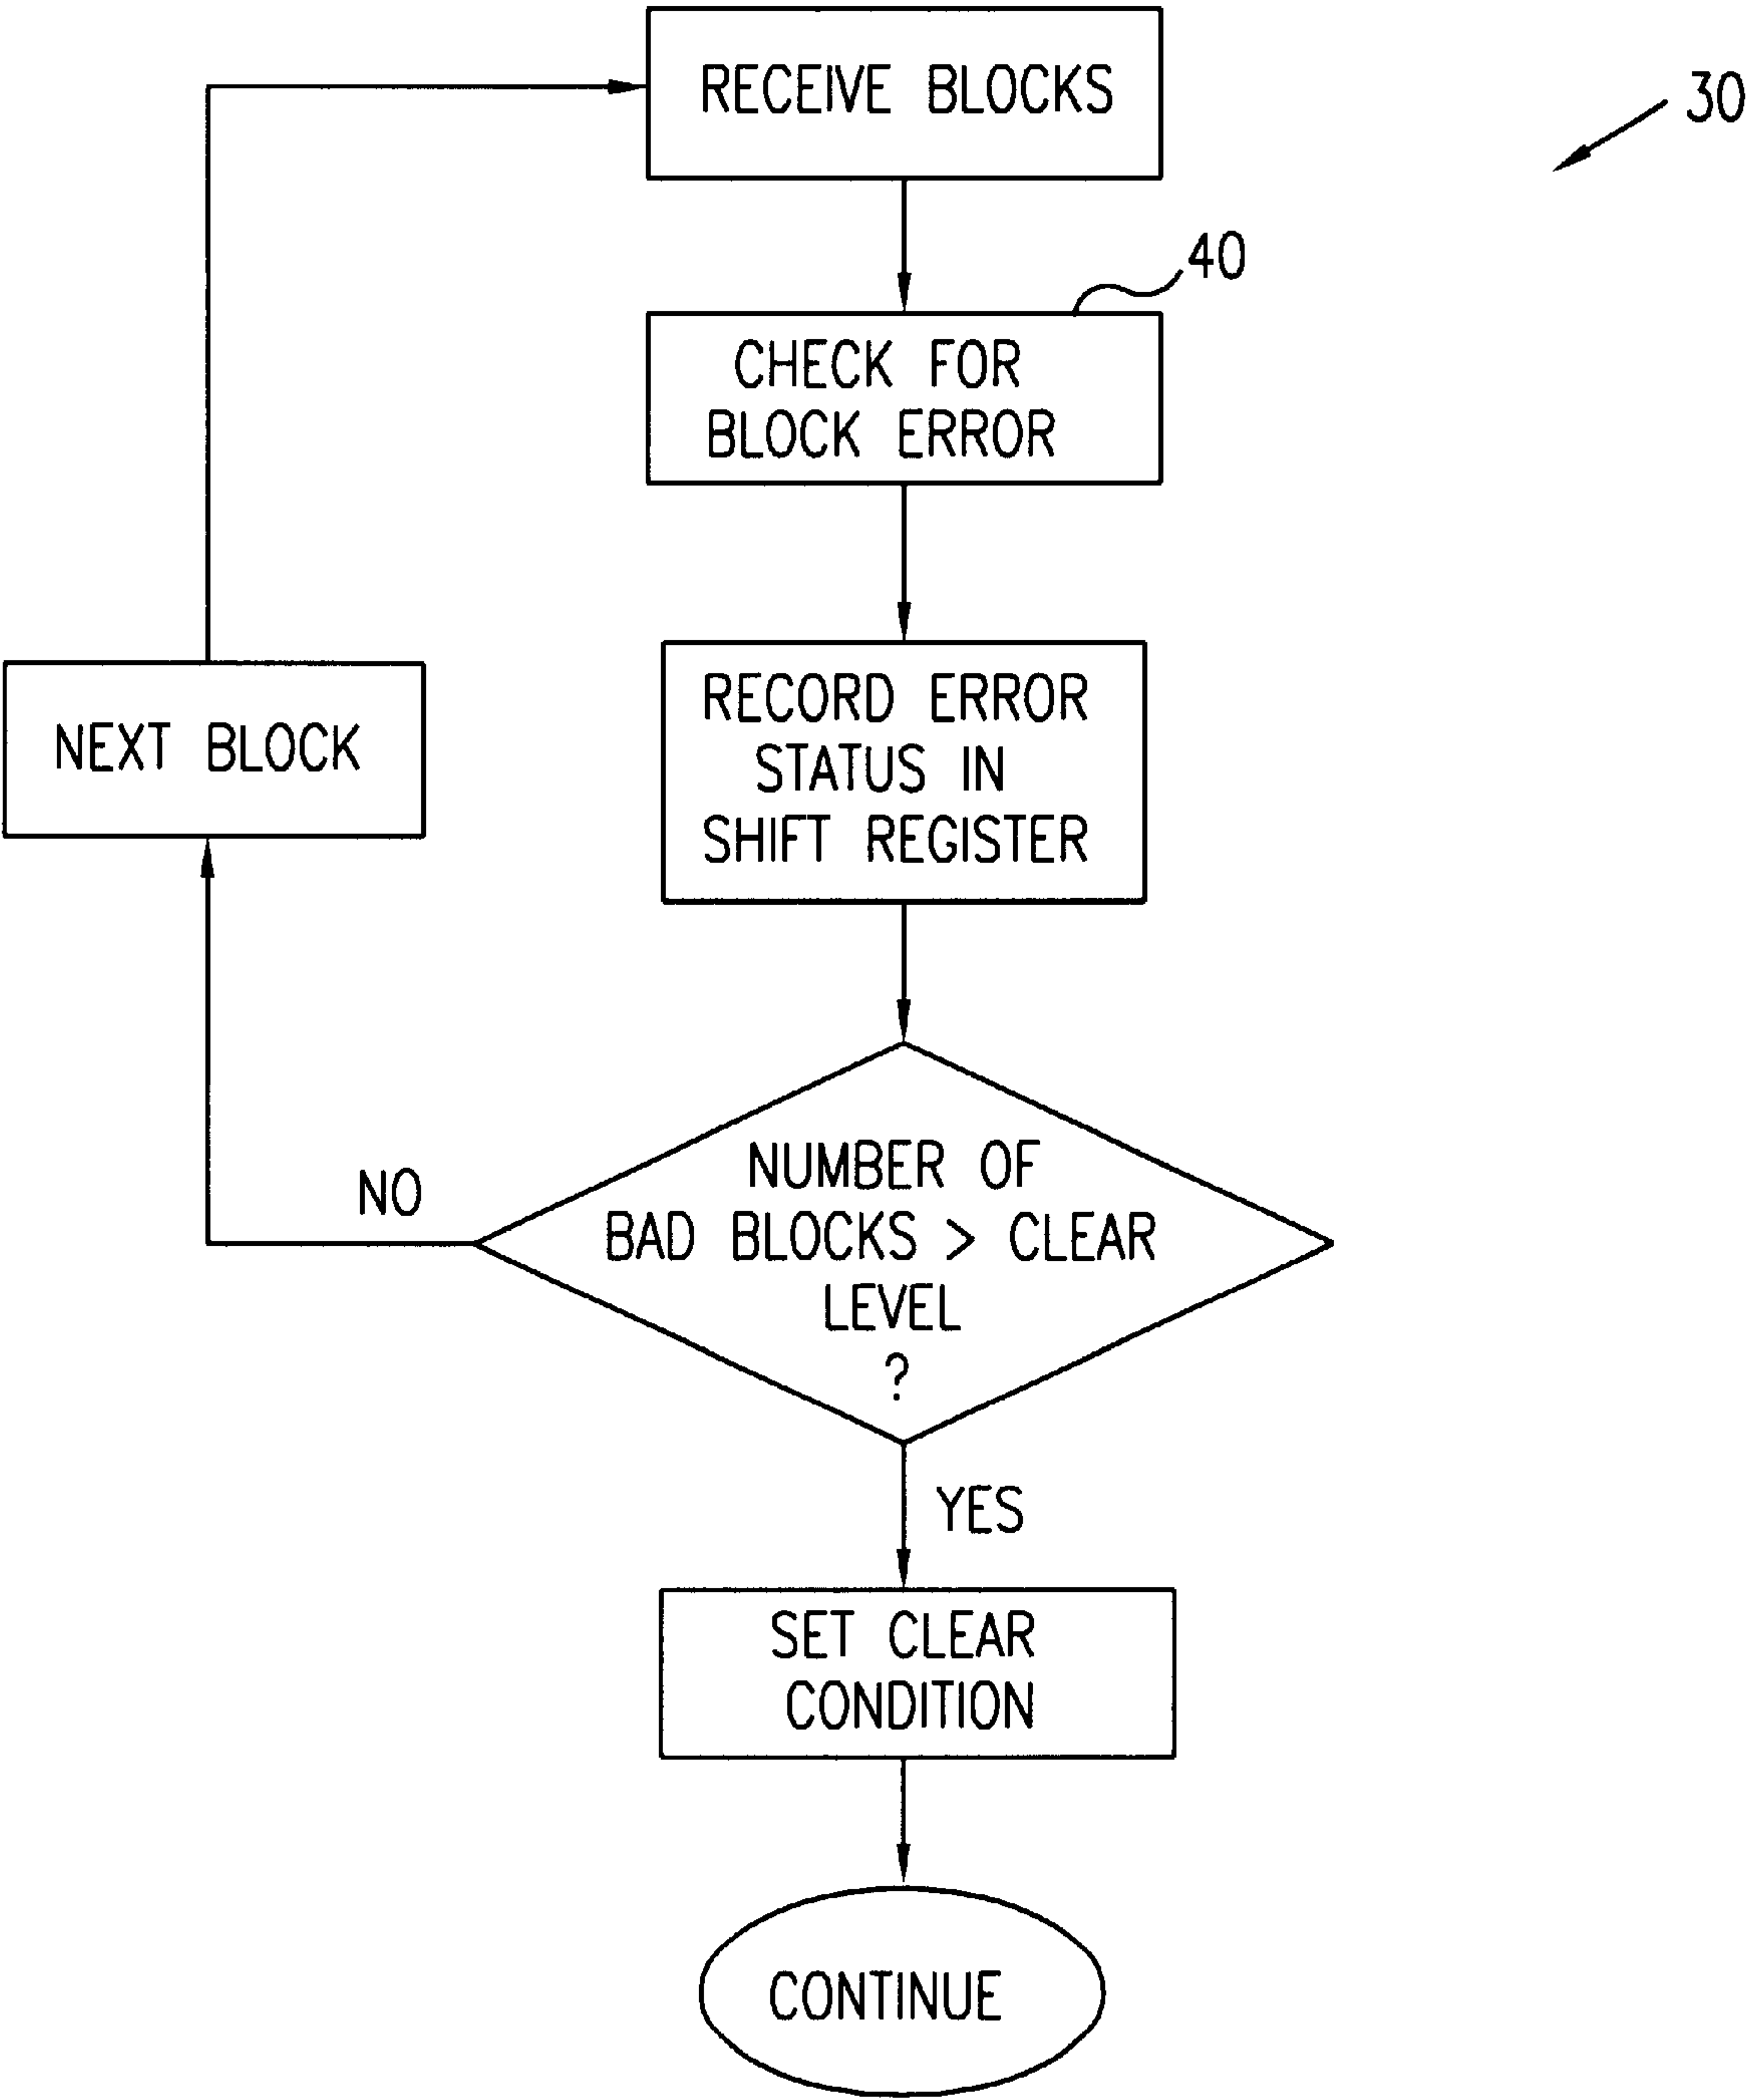 RECEIVE BLOCKS
30
40
CHECK FOR
BLOCK ERROR
RECORD ERROR
STATUS IN
SHIFT REGISTER
NEXT BLOCK
NUMBER OF
BAD BLOCKS > CLEAR
LEVEL
?
NO
YES
SET CLEAR
CONDITION
CONTINUE